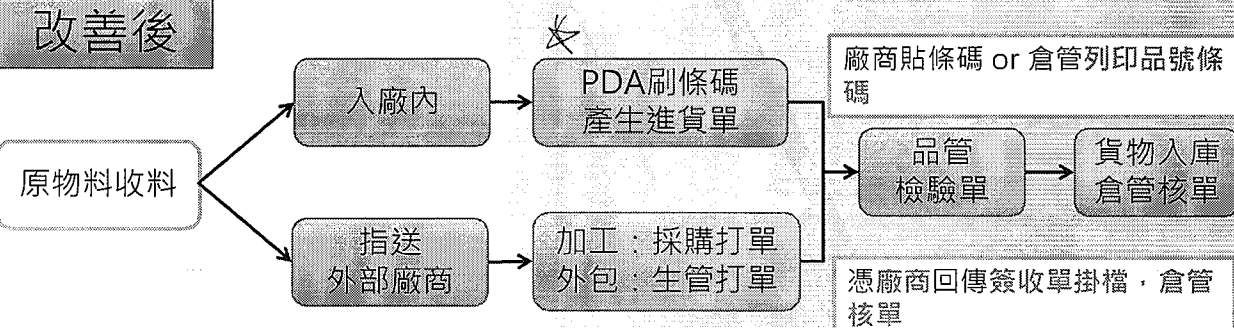 改善後
廠商貼條碼 or 倉管列印品號條
碼
入廠內
PDA刷條碼
產生進貨單
原物料收料
品管
檢驗單
貨物入庫
倉管核單
指送
外部廠商
加工：採購打單
外包：生管打單
憑廠商回傳簽收單掛檔，倉管
核單